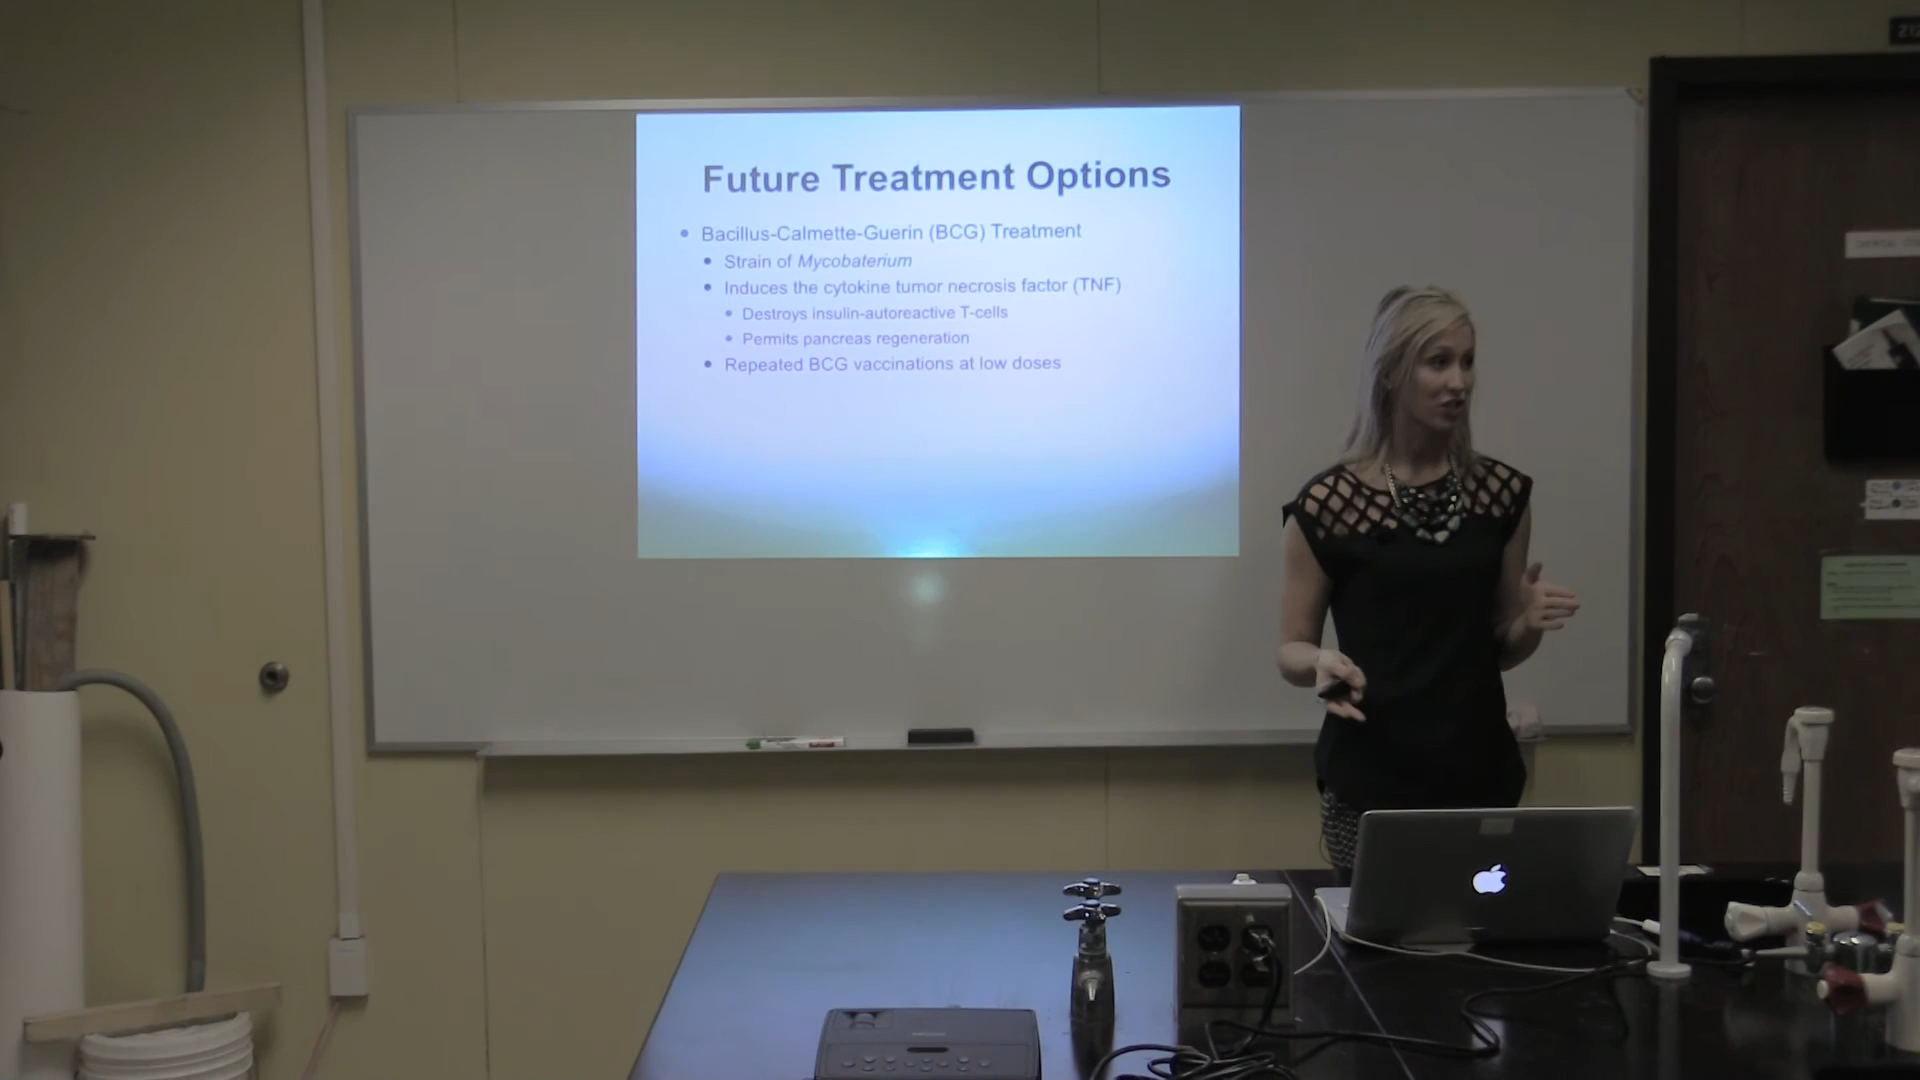 Future Treatment Options
Bacillus-Calmette-Guerin (BCG) Treatment
Strain of Mycobaterium
Induces the cytokine tumor necrosis factor (TNF)
Destroys insulin-autoreactive T-cells
Permits pancreas regeneration
Repeated BCG vaccinations at low doses